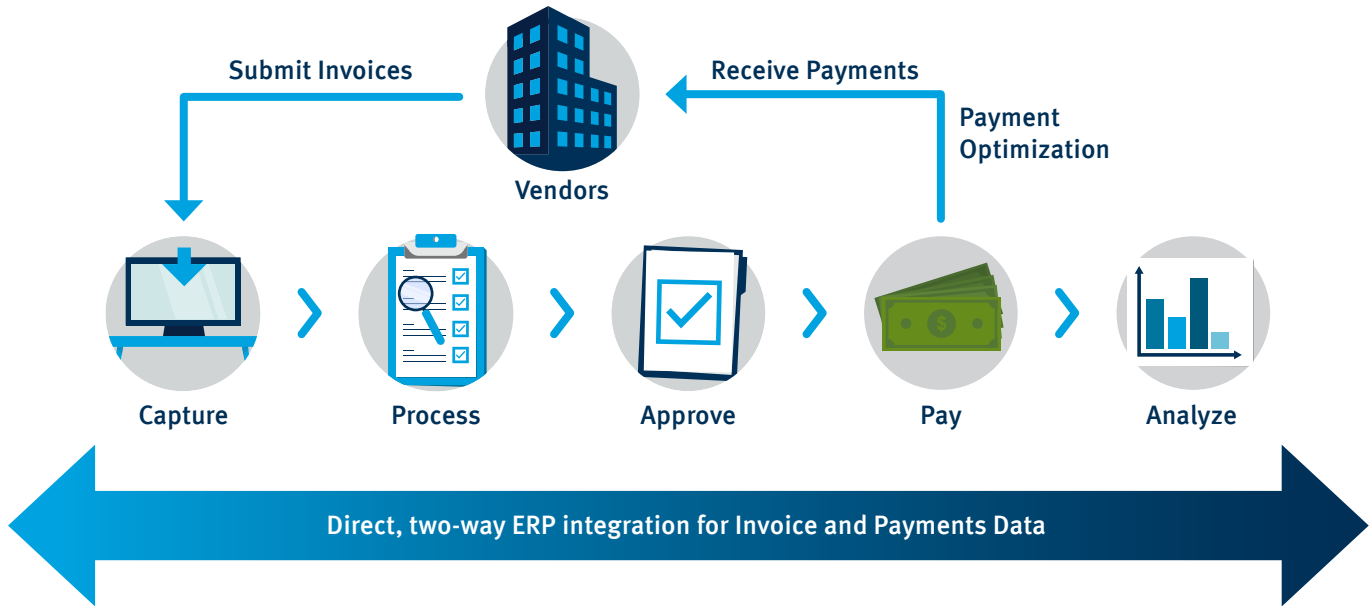 Submit Invoices
Receive Payments
Payment
Optimization
Vendors
Capture
Process
Approve
Pay
Analyze
Direct, two-way ERP integration for Invoice and Payments Data